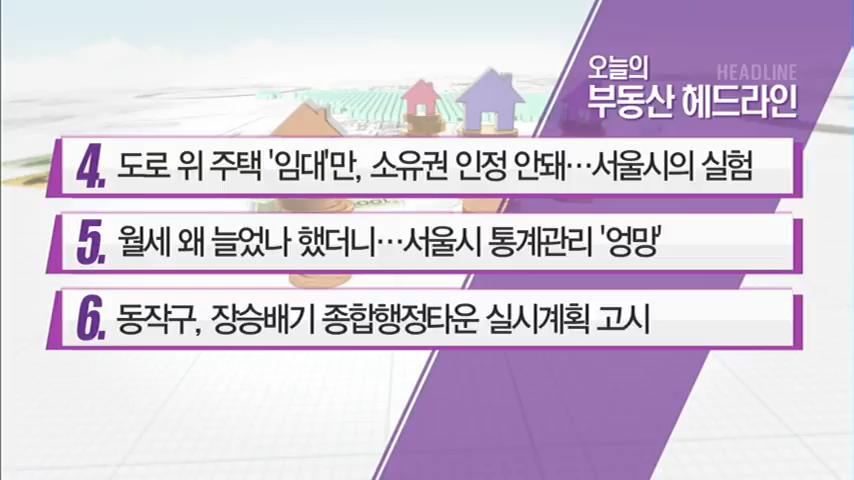 오늘의 HEADLINE
부동산 헤드라인
4. 도로 위 주택 '임대'만, 소유권 인정 안돼…서울시의 실험
5. 월세 왜 늘었나 했더니…서울시 통계관리 '엉망'
6. 동작구, 장승배기 종합행정타운 실시계획 고시